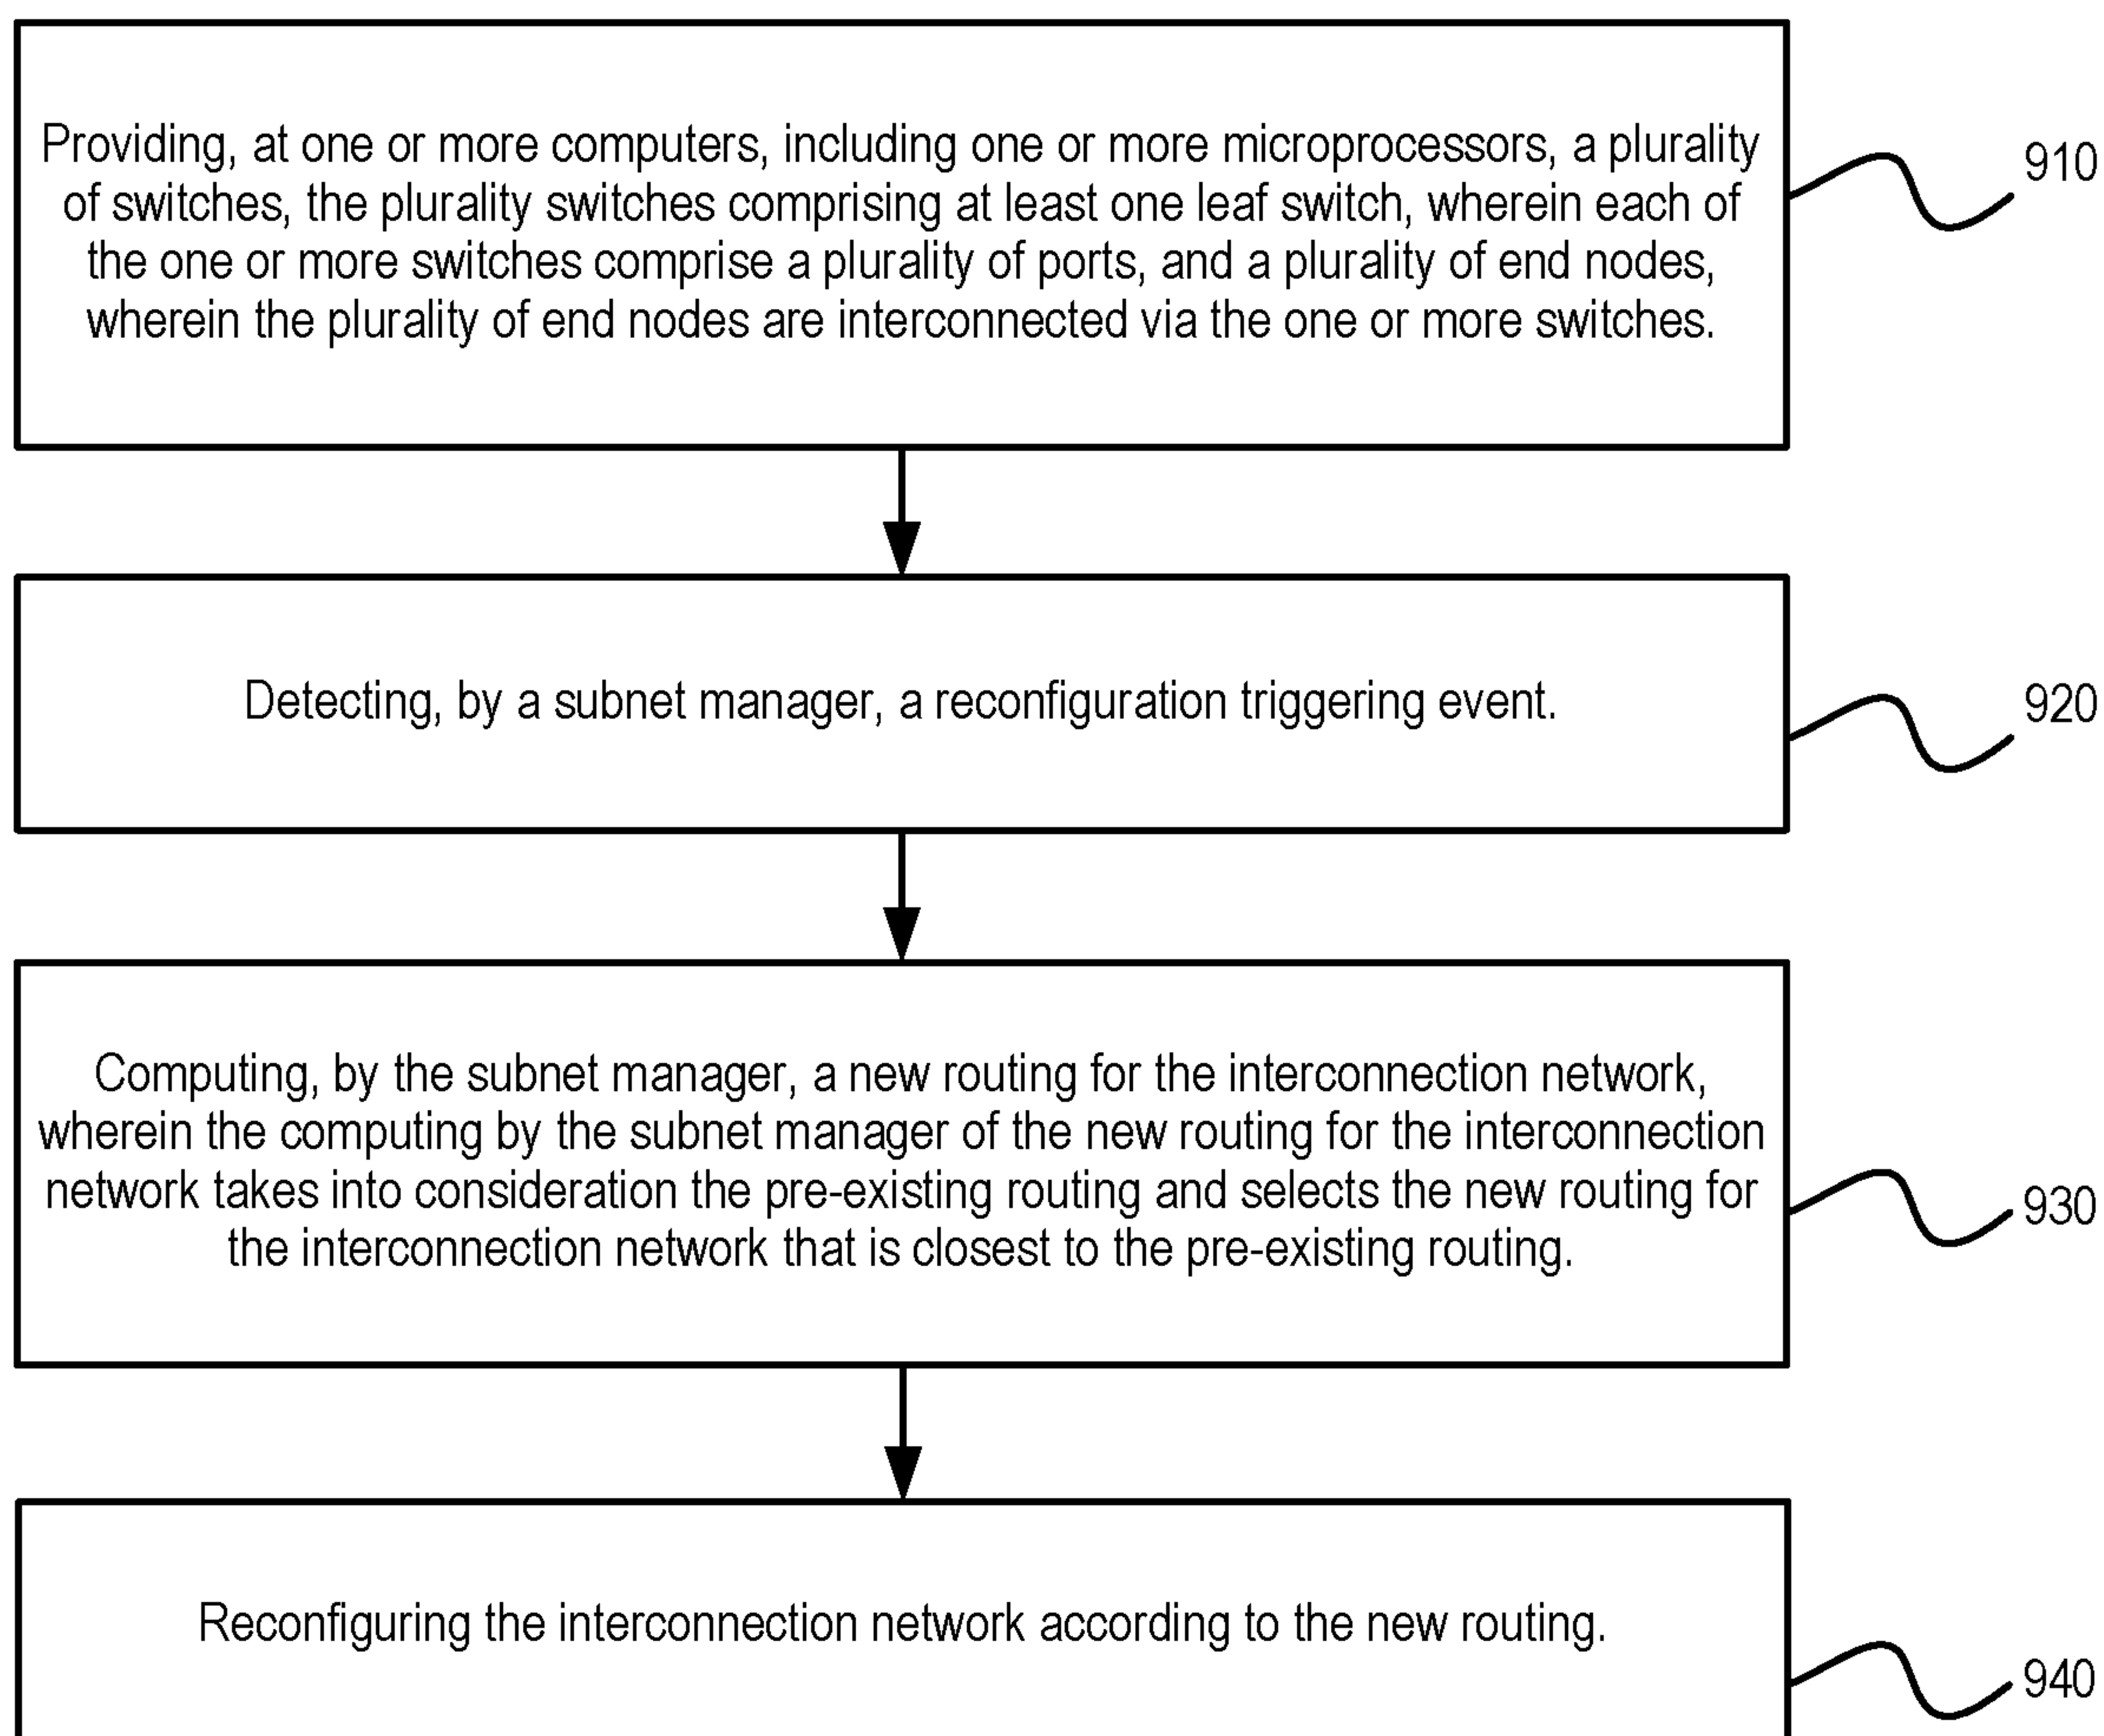 Providing, at one or more computers, including one or more microprocessors, a plurality
of switches, the plurality switches comprising at least one leaf switch, wherein each of
the one or more switches comprise a plurality of ports, and a plurality of end nodes,
wherein the plurality of end nodes are interconnected via the one or more switches.
910
Detecting, by a subnet manager, a reconfiguration triggering event.
920
Computing, by the subnet manager, a new routing for the interconnection network,
wherein the computing by the subnet manager of the new routing for the interconnection
network takes into consideration the pre-existing routing and selects the new routing for
the interconnection network that is closest to the pre-existing routing.
930
Reconfiguring the interconnection network according to the new routing.
940